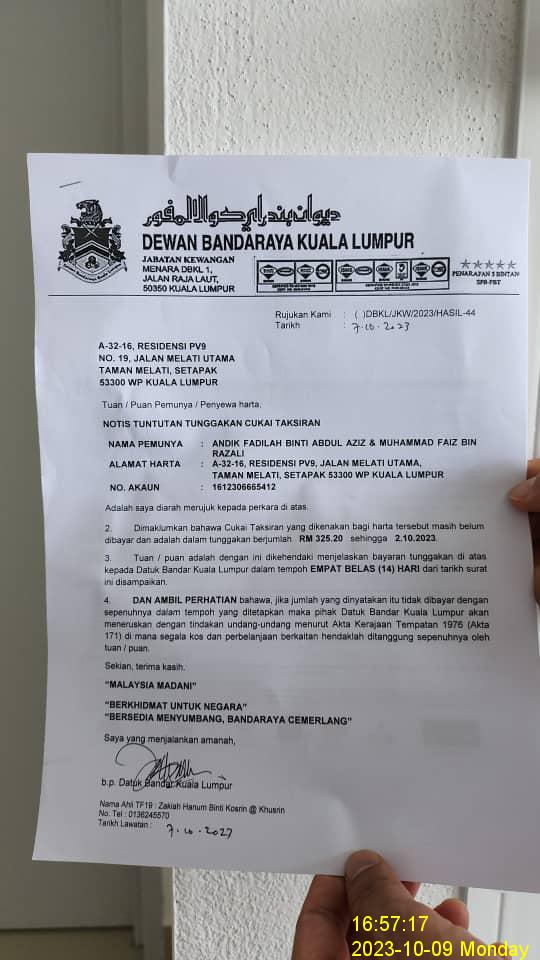 ديوان بندراي كوالا لمفور
DEWAN BANDARAYA KUALA LUMPUR
JABATAN KEWANGAN
MENARA DBKL 1,
JALAN RAJA LAUT,
50350 KUALA LUMPUR
PENARAFAN 5 BINTANG
SPB-PBT
Rujukan Kami : ( )DBKL/JKW/2023/HASIL-44
Tarikh : 7.10.2023
A-32-16, RESIDENSI PV9
NO. 19, JALAN MELATI UTAMA
TAMAN MELATI, SETAPAK
53300 WP KUALA LUMPUR
Tuan / Puan Pemunya / Penyewa harta.
NOTIS TUNTUTAN TUNGGAKAN CUKAI TAKSIRAN
NAMA PEMUNYA : ANDIK FADILAH BINTI ABDUL AZIZ & MUHAMMAD FAIZ BIN
RAZALI
ALAMAT HARTA : A-32-16, RESIDENSI PV9, JALAN MELATI UTAMA,
TAMAN MELATI, SETAPAK 53300 WP KUALA LUMPUR
NO. AKAUN : 1612306665412
Adalah saya diarah merujuk kepada perkara di atas.
2. Dimaklumkan bahawa Cukai Taksiran yang dikenakan bagi harta tersebut masih belum
dibayar dan adalah dalam tunggakan berjumlah RM 325.20 sehingga 2.10.2023.
3. Tuan / puan adalah dengan ini dikehendaki menjelaskan bayaran tunggakan di atas
kepada Datuk Bandar Kuala Lumpur dalam tempoh EMPAT BELAS (14) HARI dari tarikh surat
ini disampaikan.
4. DAN AMBIL PERHATIAN bahawa, jika jumlah yang dinyatakan itu tidak dibayar dengan
sepenuhnya dalam tempoh yang ditetapkan maka pihak Datuk Bandar Kuala Lumpur akan
meneruskan dengan tindakan undang-undang menurut Akta Kerajaan Tempatan 1976 (Akta
171) di mana segala kos dan perbelanjaan berkaitan hendaklah ditanggung sepenuhnya oleh
tuan / puan.
Sekian, terima kasih.
“MALAYSIA MADANI”
“BERKHIDMAT UNTUK NEGARA”
“BERSEDIA MENYUMBANG, BANDARAYA CEMERLANG”
Saya yang menjalankan amanah,
b.p. Datuk Bandar Kuala Lumpur
Nama Ahli TF19 : Zakiah Hanum Binti Kosrin @ Khusrin
No. Tel : 0136245570
Tarikh Lawatan : 7.10.2023
16:57:17
2023-10-09 Monday